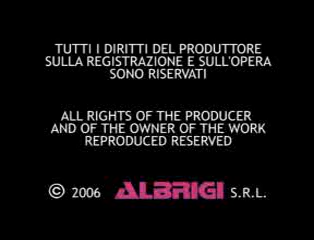 TUTTI I DIRITTI DEL PRODUTTORE
SULLA REGISTRAZIONE E SULL'OPERA
SONO RISERVATI
ALL RIGHTS OF THE PRODUCER
AND OF THE OWNER OF THE WORK
REPRODUCED RESERVED
© 2006 ALBRIGI S.R.L.